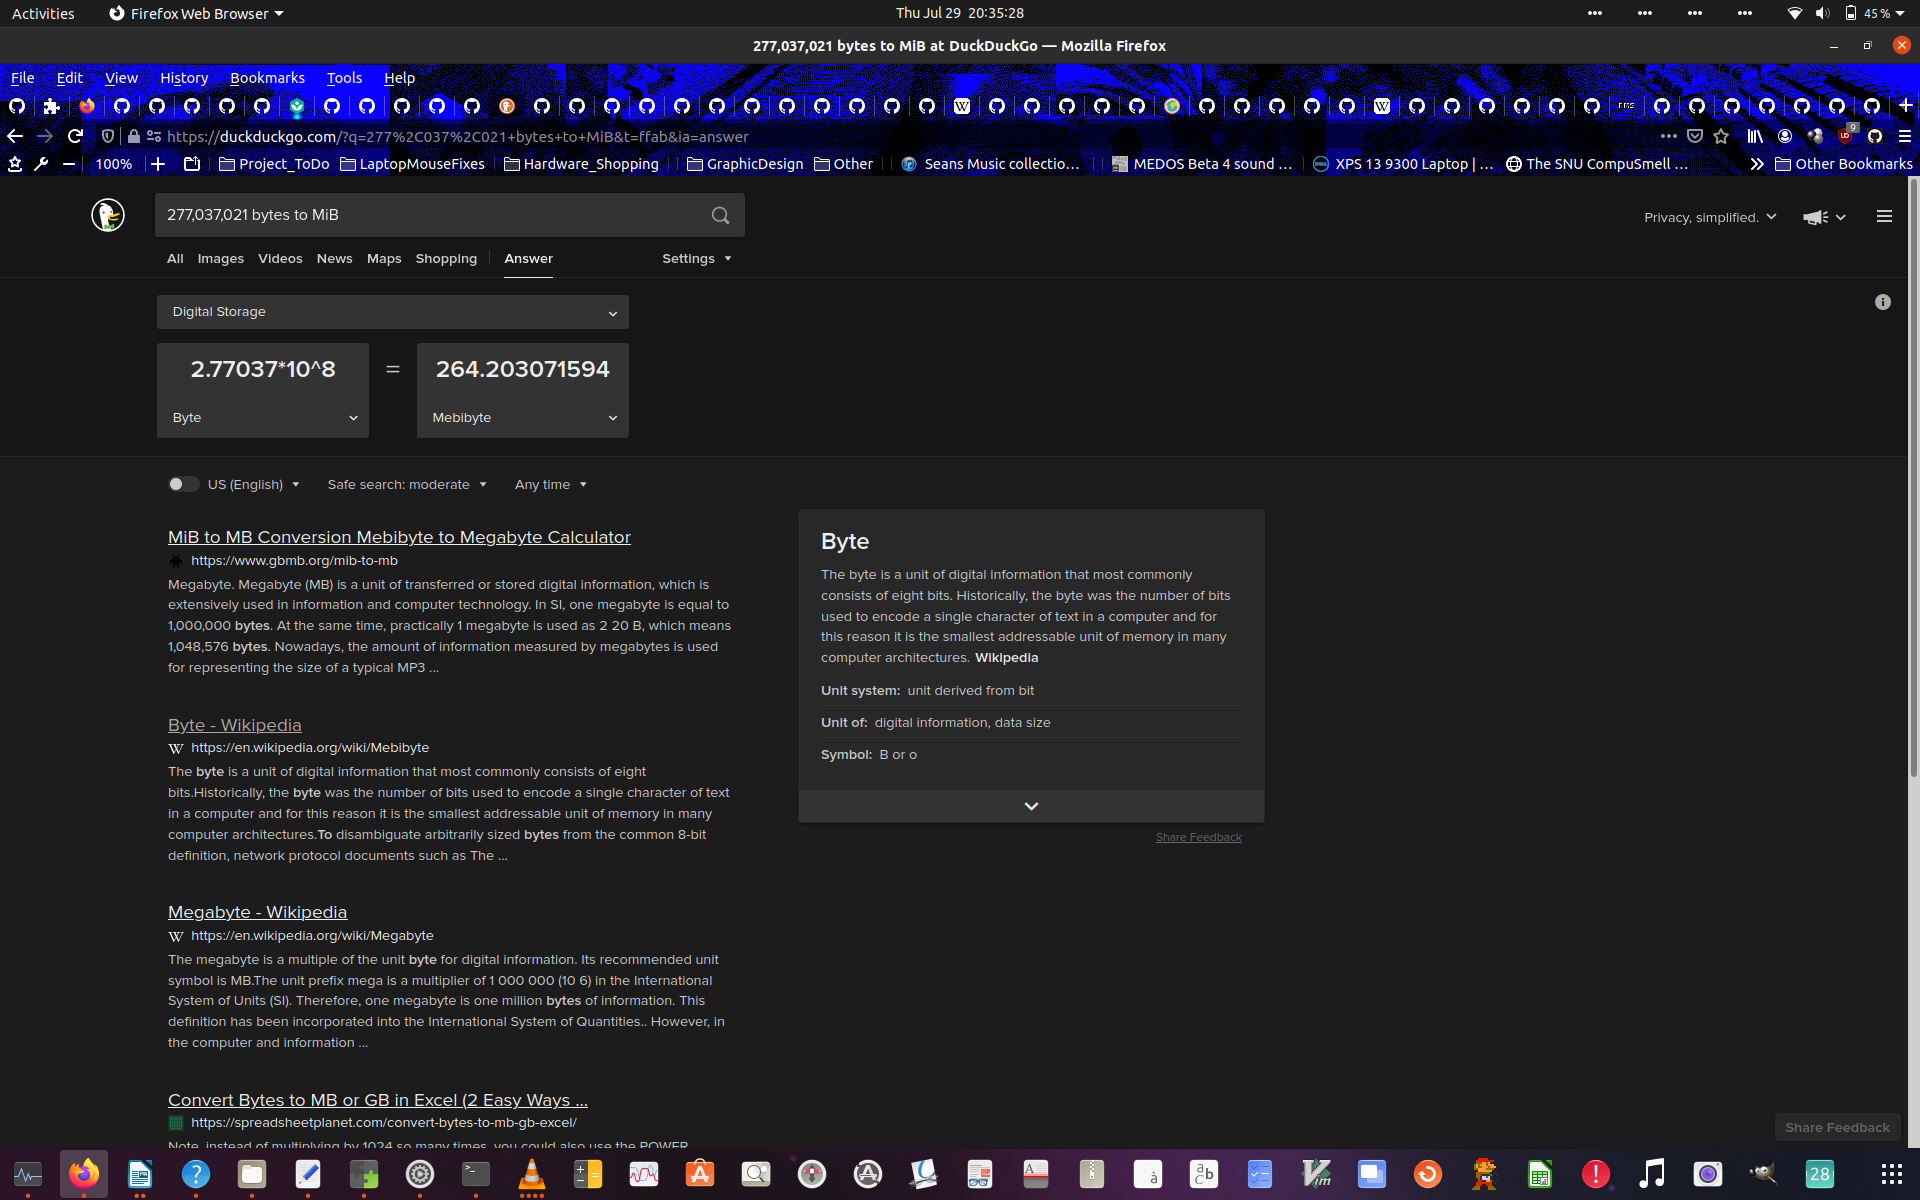 Activities Firefox Web Browser Thu Jul 29 20:35:28 45 %
277,037,021 bytes to MiB at DuckDuckGo — Mozilla Firefox
File Edit View History Bookmarks Tools Help
https://duckduckgo.com/?q=277%2C037%2C021+bytes+to+MiB&t=ffab&ia=answer 9
100% Project_ToDo LaptopMouseFixes Hardware_Shopping GraphicDesign Other Seans Music collectio… MEDOS Beta 4 sound … XPS 13 9300 Laptop | … The SNU CompuSmell … Other Bookmarks
277,037,021 bytes to MiB
Privacy, simplified.
All Images Videos News Maps Shopping Answer Settings
Digital Storage
2.77037*10^8 = 264.203071594
Byte Mebibyte
US (English) Safe search: moderate Any time
MiB to MB Conversion Mebibyte to Megabyte Calculator
https://www.gbmb.org/mib-to-mb
Megabyte. Megabyte (MB) is a unit of transferred or stored digital information, which is
extensively used in information and computer technology. In SI, one megabyte is equal to
1,000,000 bytes. At the same time, practically 1 megabyte is used as 2 20 B, which means
1,048,576 bytes. Nowadays, the amount of information measured by megabytes is used
for representing the size of a typical MP3 ...
Byte - Wikipedia
https://en.wikipedia.org/wiki/Mebibyte
The byte is a unit of digital information that most commonly consists of eight
bits.Historically, the byte was the number of bits used to encode a single character of text
in a computer and for this reason it is the smallest addressable unit of memory in many
computer architectures.To disambiguate arbitrarily sized bytes from the common 8-bit
definition, network protocol documents such as The ...
Megabyte - Wikipedia
https://en.wikipedia.org/wiki/Megabyte
The megabyte is a multiple of the unit byte for digital information. Its recommended unit
symbol is MB.The unit prefix mega is a multiplier of 1 000 000 (10 6) in the International
System of Units (SI). Therefore, one megabyte is one million bytes of information. This
definition has been incorporated into the International System of Quantities.. However, in
the computer and information ...
Convert Bytes to MB or GB in Excel (2 Easy Ways ...
https://spreadsheetplanet.com/convert-bytes-to-mb-gb-excel/
Note, instead of multiplying by 1024 so many times, you could also use the POWER
Byte
The byte is a unit of digital information that most commonly
consists of eight bits. Historically, the byte was the number of bits
used to encode a single character of text in a computer and for
this reason it is the smallest addressable unit of memory in many
computer architectures. Wikipedia
Unit system: unit derived from bit
Unit of: digital information, data size
Symbol: B or o
Share Feedback
Share Feedback
28